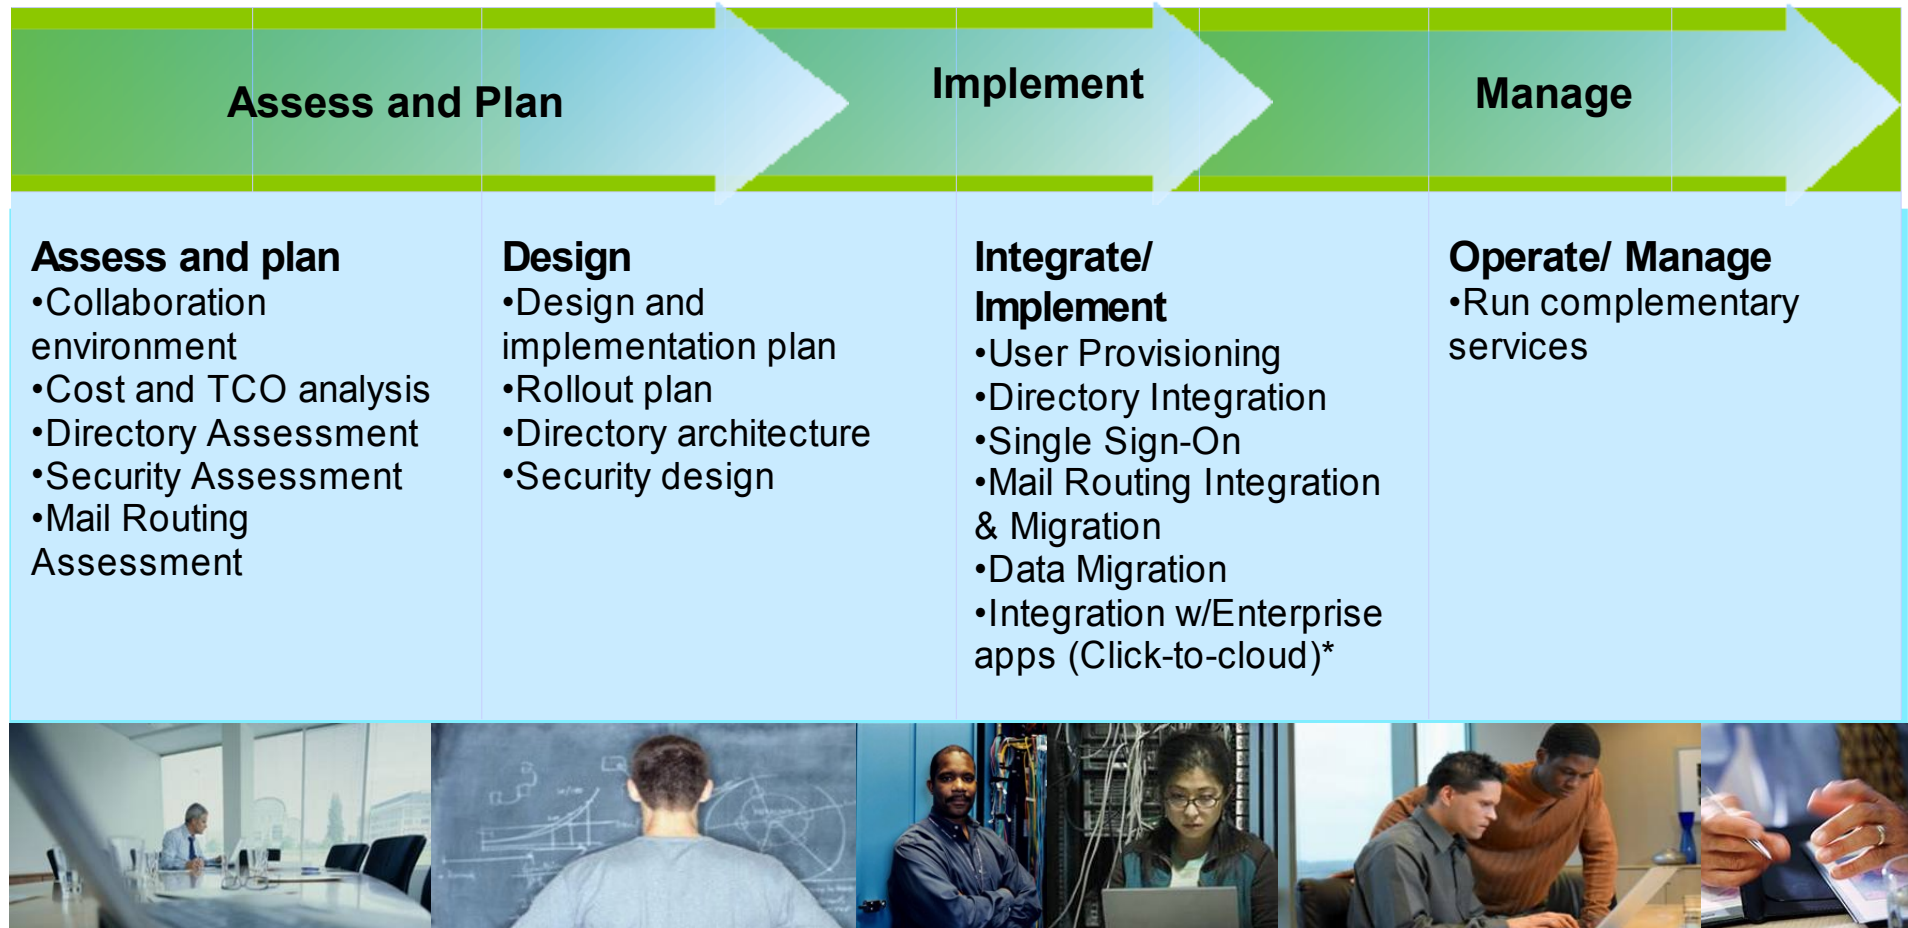 Assess and Plan
Implement
Manage
Assess and plan
•Collaboration
environment
•Cost and TCO analysis
•Directory Assessment
•Security Assessment
•Mail Routing
Assessment
Design
•Design and
implementation plan
•Rollout plan
•Directory architecture
•Security design
Integrate/
Implement
•User Provisioning
•Directory Integration
•Single Sign-On
•Mail Routing Integration
& Migration
•Data Migration
•Integration w/Enterprise
apps (Click-to-cloud)*
Operate/ Manage
•Run complementary
services